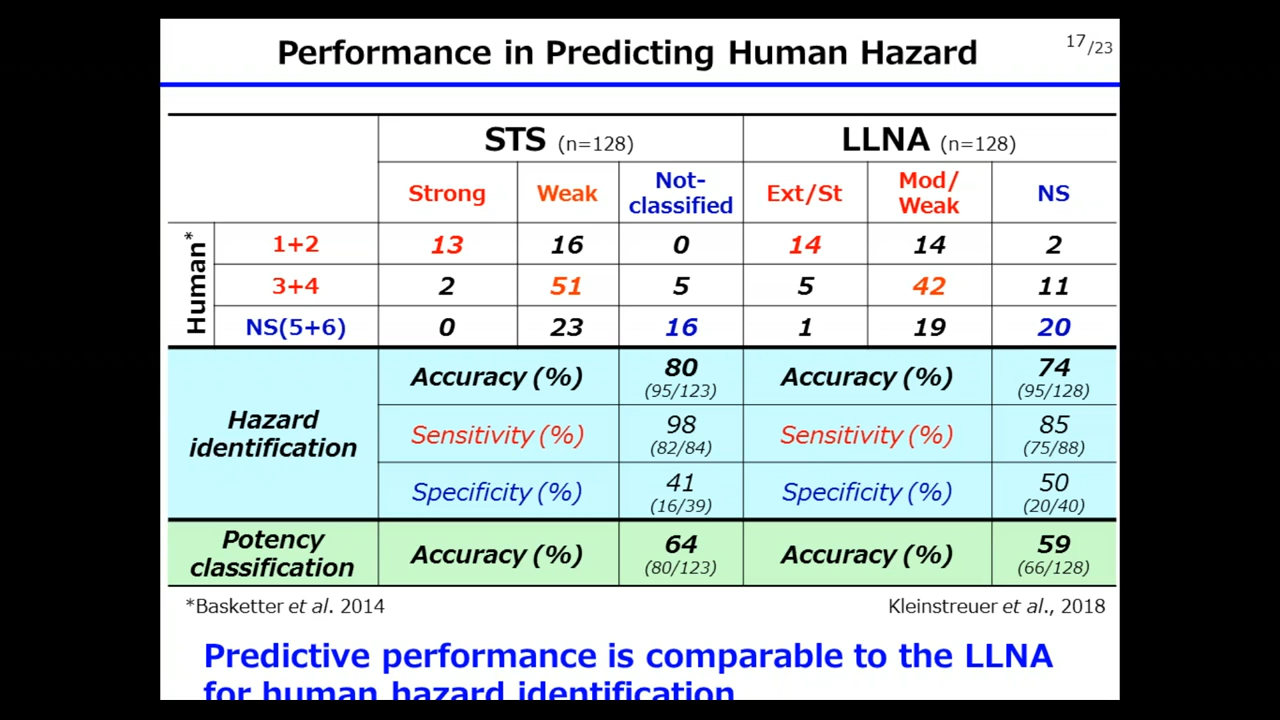 Performance in Predicting Human Hazard
17/23
STS (n=128) LLNA (n=128)
Strong Weak Not-classified Ext/St Mod/Weak NS
Human*
1+2 13 16 0 14 14 2
3+4 2 51 5 5 42 11
NS(5+6) 0 23 16 1 19 20
Hazard identification
Accuracy (%) 80 (95/123) Accuracy (%) 74 (95/128)
Sensitivity (%) 98 (82/84) Sensitivity (%) 85 (75/88)
Specificity (%) 41 (16/39) Specificity (%) 50 (20/40)
Potency classification
Accuracy (%) 64 (80/123) Accuracy (%) 59 (66/128)
*Basketter et al. 2014
Kleinstreuer et al., 2018
Predictive performance is comparable to the LLNA
for human hazard identification